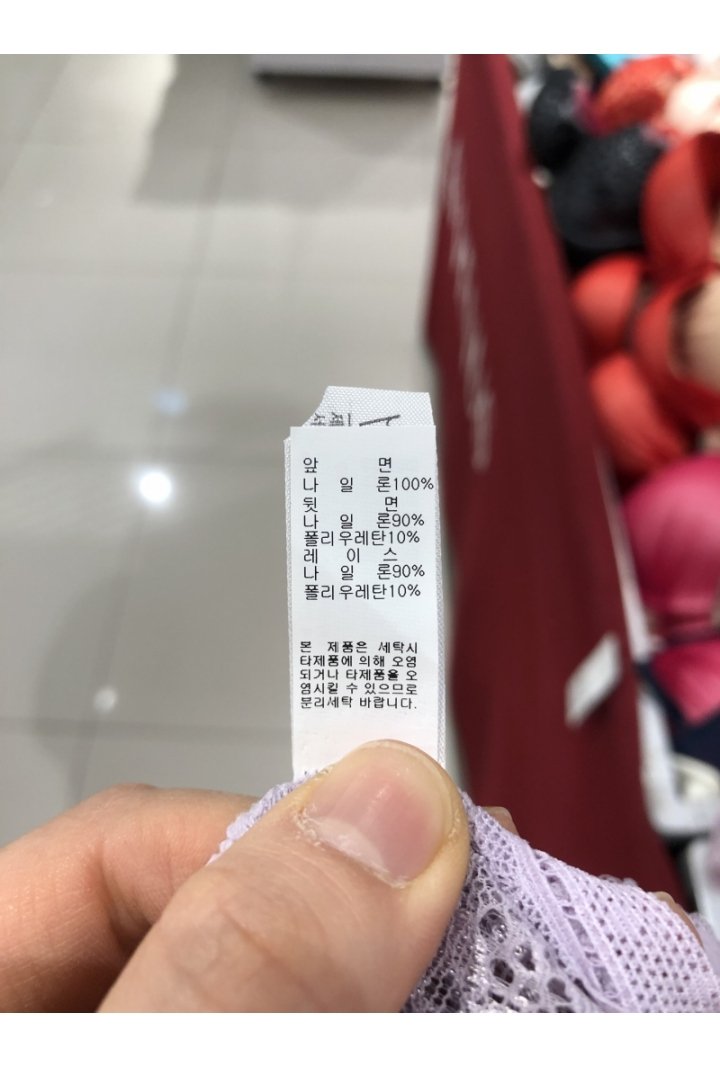 앞 면
나 일 론100%
뒷 면
나 일 론90%
폴리우레탄10%
레 이 스
나 일 론90%
폴리우레탄10%
본 제품은 세탁시
타제품에 의해 오염
되거나 타제품을 오
염시킬 수 있으므로
분리세탁 바랍니다.